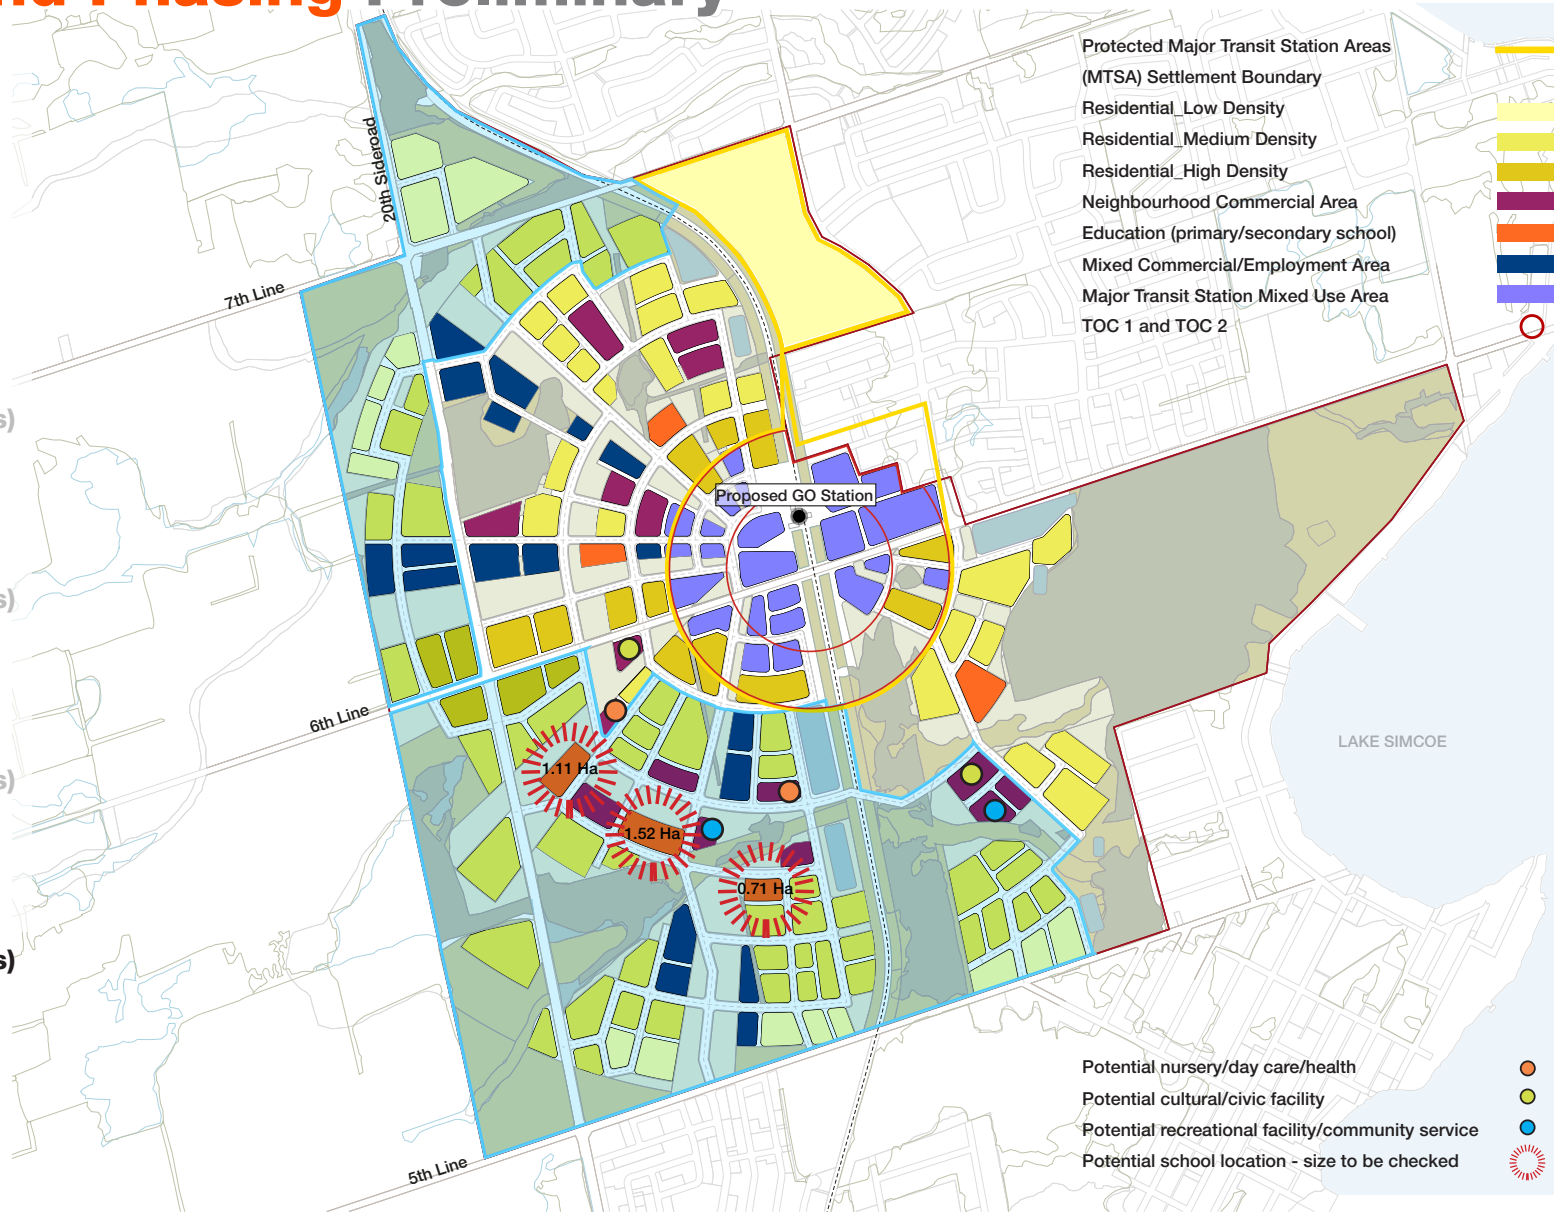 nd Phasing Preliminary
Protected Major Transit Station Areas
(MTSA) Settlement Boundary
Residential_Low Density
Residential_Medium Density
Residential_High Density
Neighbourhood Commercial Area
Education (primary/secondary school)
Mixed Commercial/Employment Area
Major Transit Station Mixed Use Area
TOC 1 and TOC 2
20th Sideroad
7th Line
s)
Proposed GO Station
s)
6th Line
LAKE SIMCOE
1.11 Ha
s)
1.52 Ha
0.71 Ha
s)
5th Line
Potential nursery/day care/health
Potential cultural/civic facility
Potential recreational facility/community service
Potential school location - size to be checked